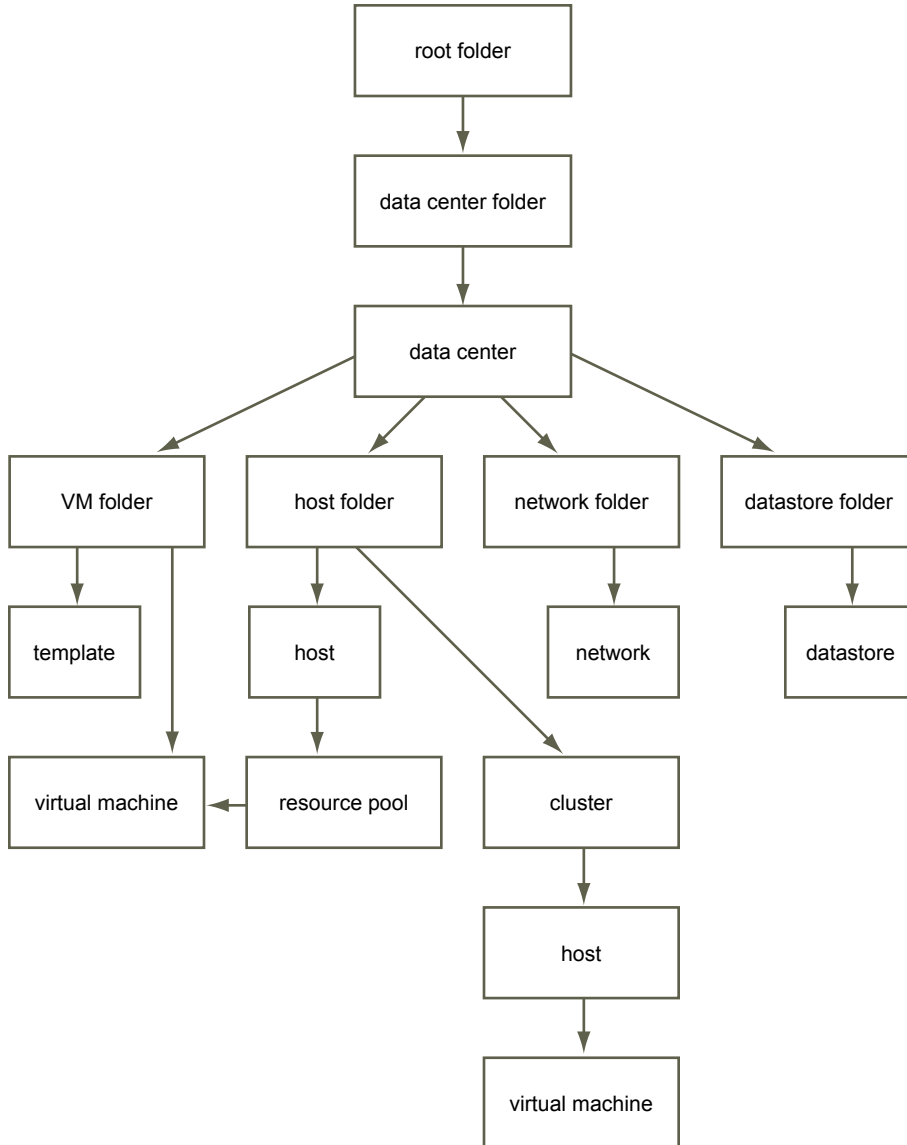 root folder
data center folder
data center
VM folder
host folder
network folder
datastore folder
template
host
network
datastore
virtual machine
resource pool
cluster
host
virtual machine